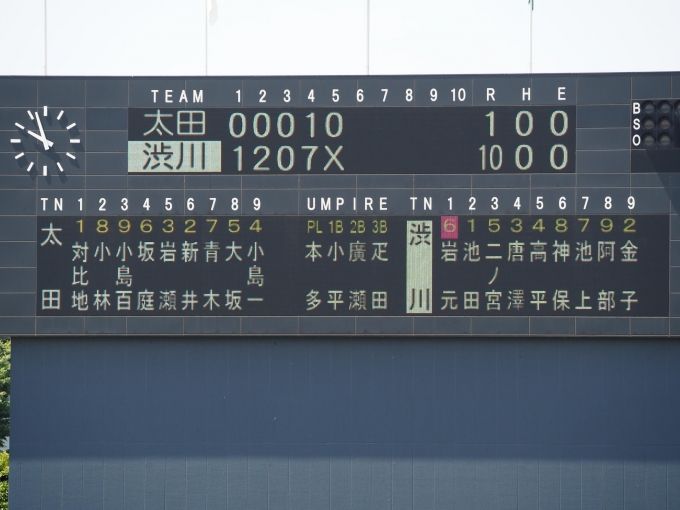 TEAM 1 2 3 4 5 6 7 8 9 10 R H E
太田 0 0 0 1 0 1 0 0
渋川 1 2 0 7 X 10 0 0
B
S
O
TN 1 2 3 4 5 6 7 8 9 UMPIRE TN 1 2 3 4 5 6 7 8 9
1 8 9 6 3 2 7 5 4 PL 1B 2B 3B 6 1 5 3 4 8 7 9 2
太田 対比地 小林 小島百 坂庭 岩瀬 新井 青木 大坂 小島一 本多 小平 廣瀬 疋田 渋川 岩元 池田 二ノ宮 唐澤 高平 神保 池上 阿部 金子